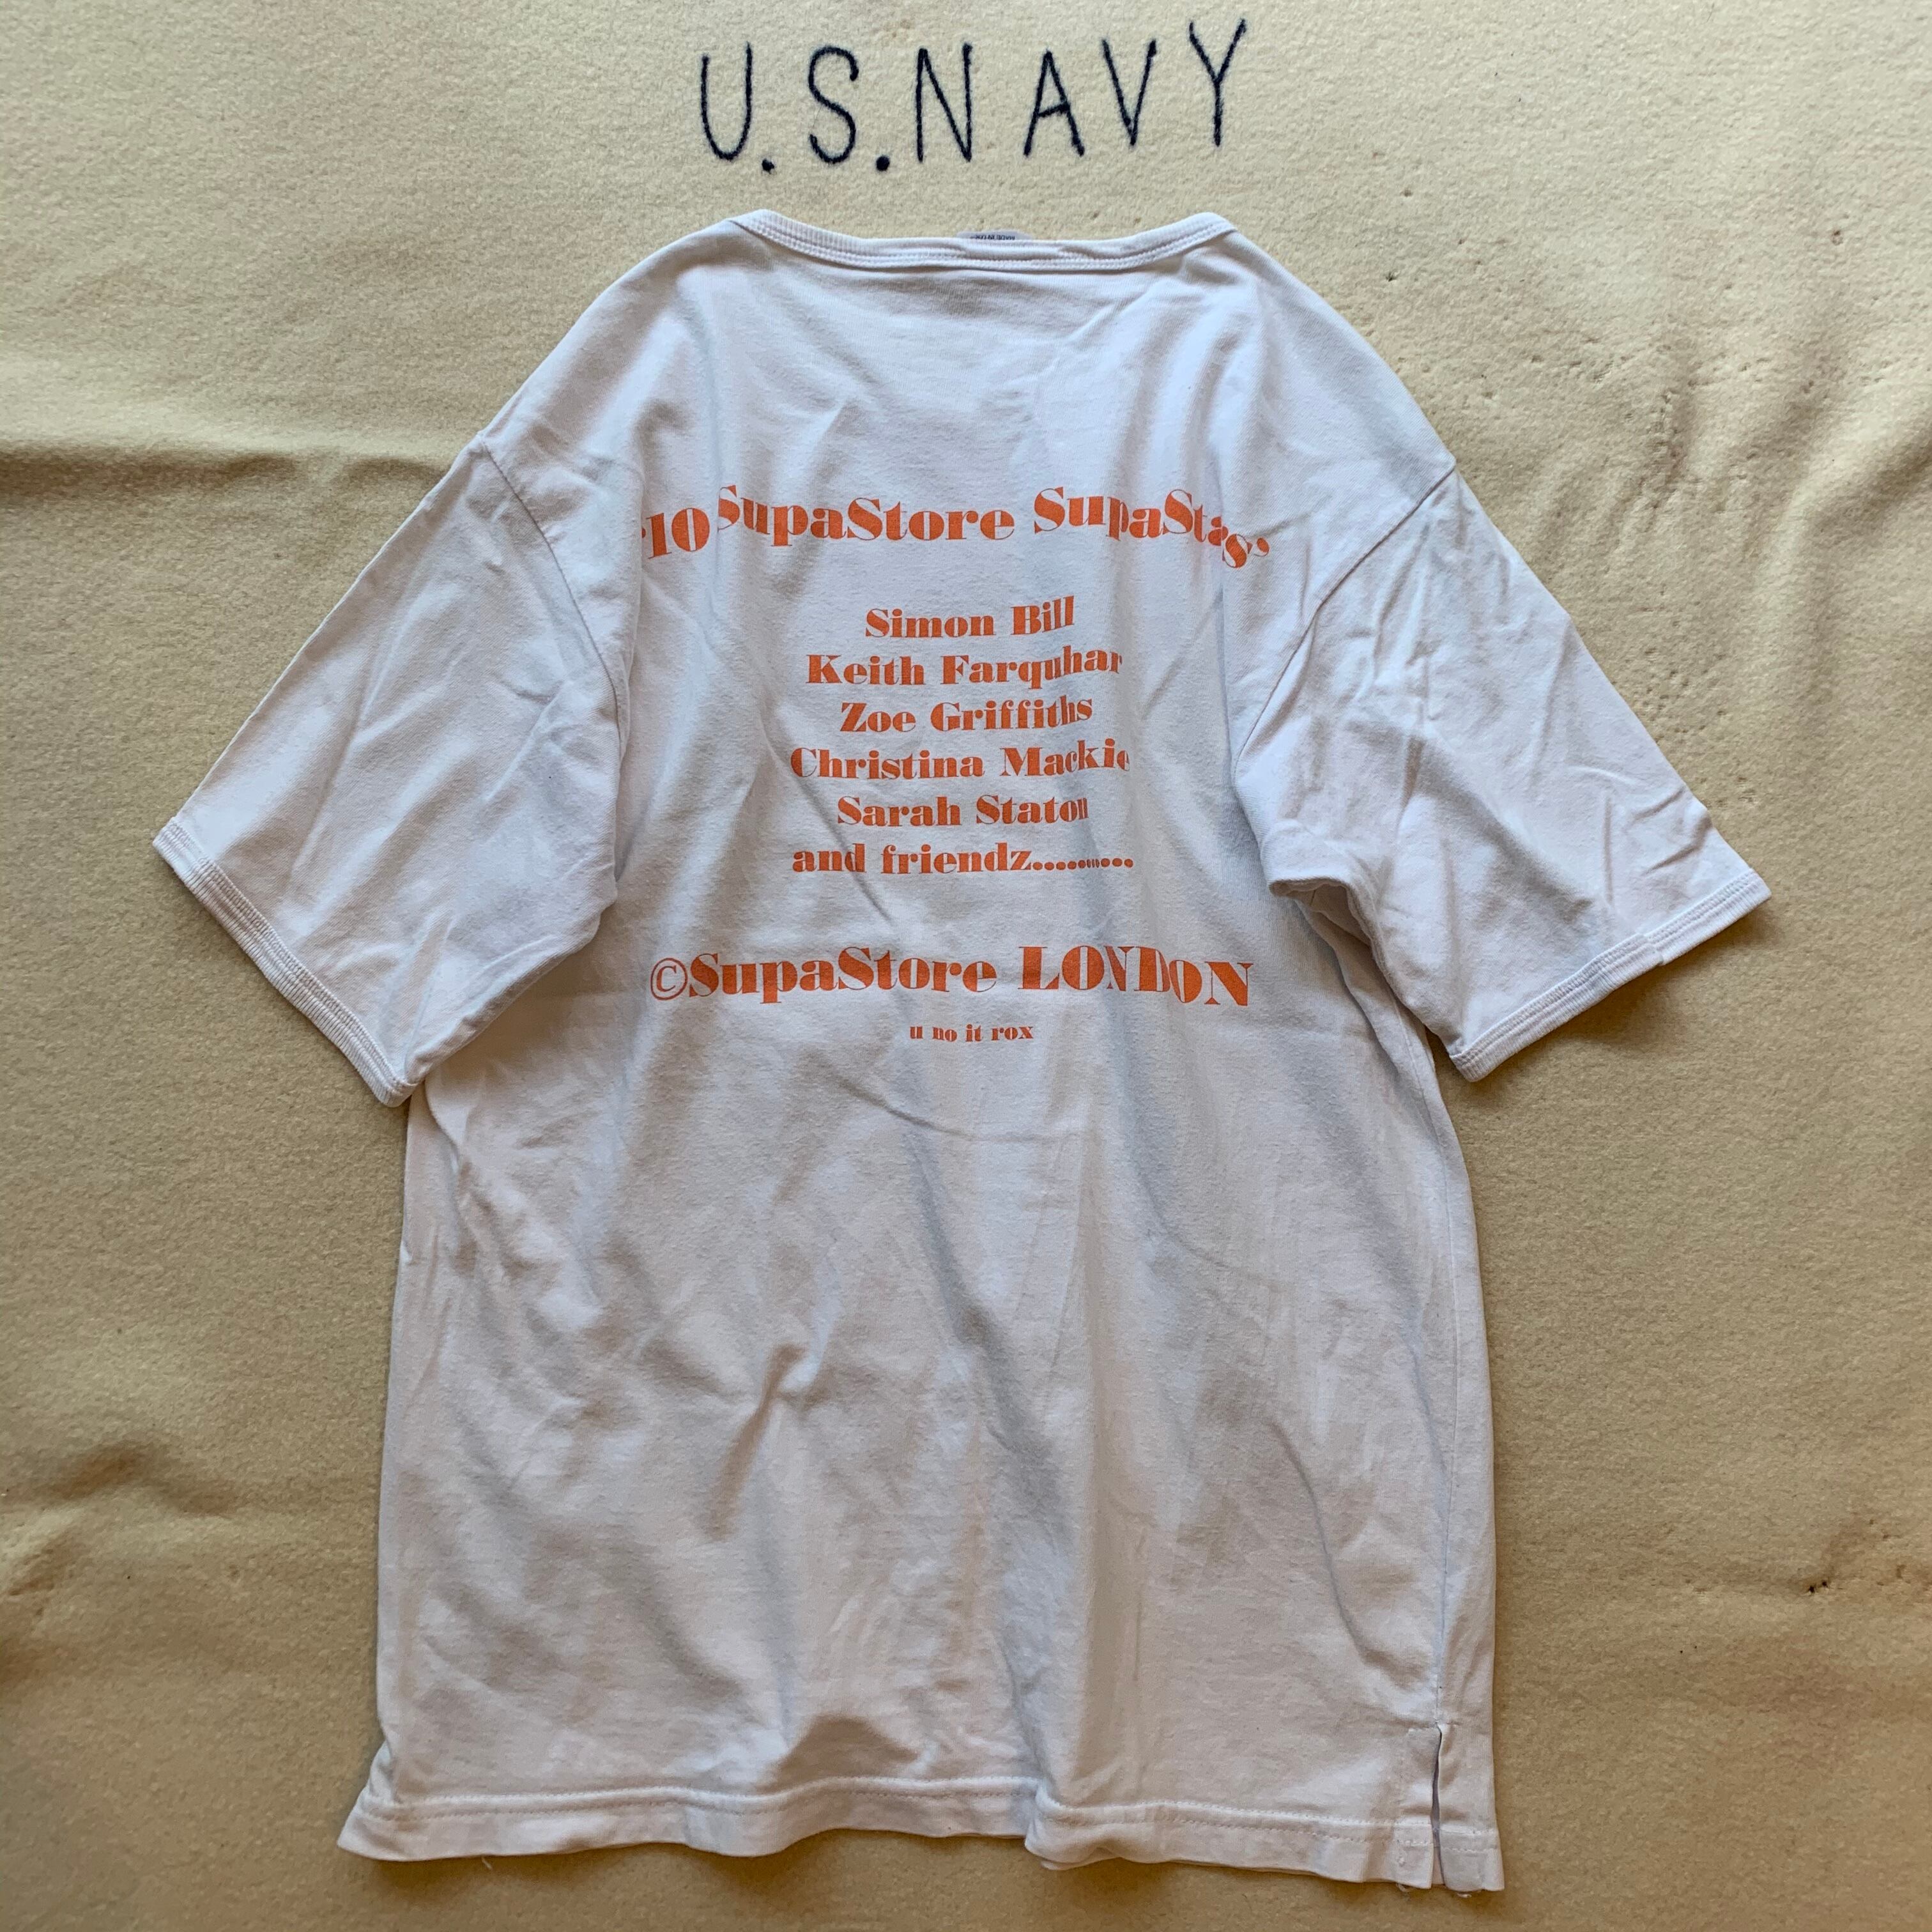 U.S.NAVY
'10 SupaStore SupaStars'
Simon Bill
Keith Farquhar
Zoe Griffiths
Christina Mackie
Sarah Staton
and friendz..........
©SupaStore LONDON
u no it rox